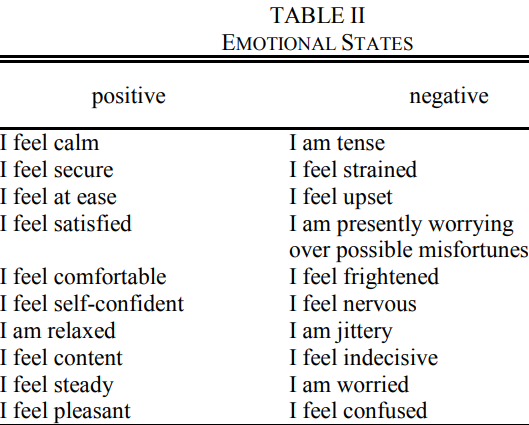 TABLE II
EMOTIONAL STATES
positive negative
I feel calm I am tense
I feel secure I feel strained
I feel at ease I feel upset
I feel satisfied I am presently worrying
over possible misfortunes
I feel comfortable I feel frightened
I feel self-confident I feel nervous
I am relaxed I am jittery
I feel content I feel indecisive
I feel steady I am worried
I feel pleasant I feel confused